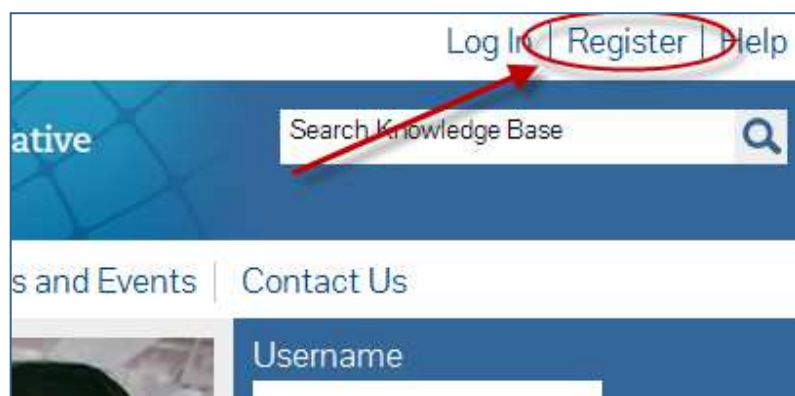 Log In | Register | Help
ative
Search Knowledge Base
s and Events | Contact Us
Username